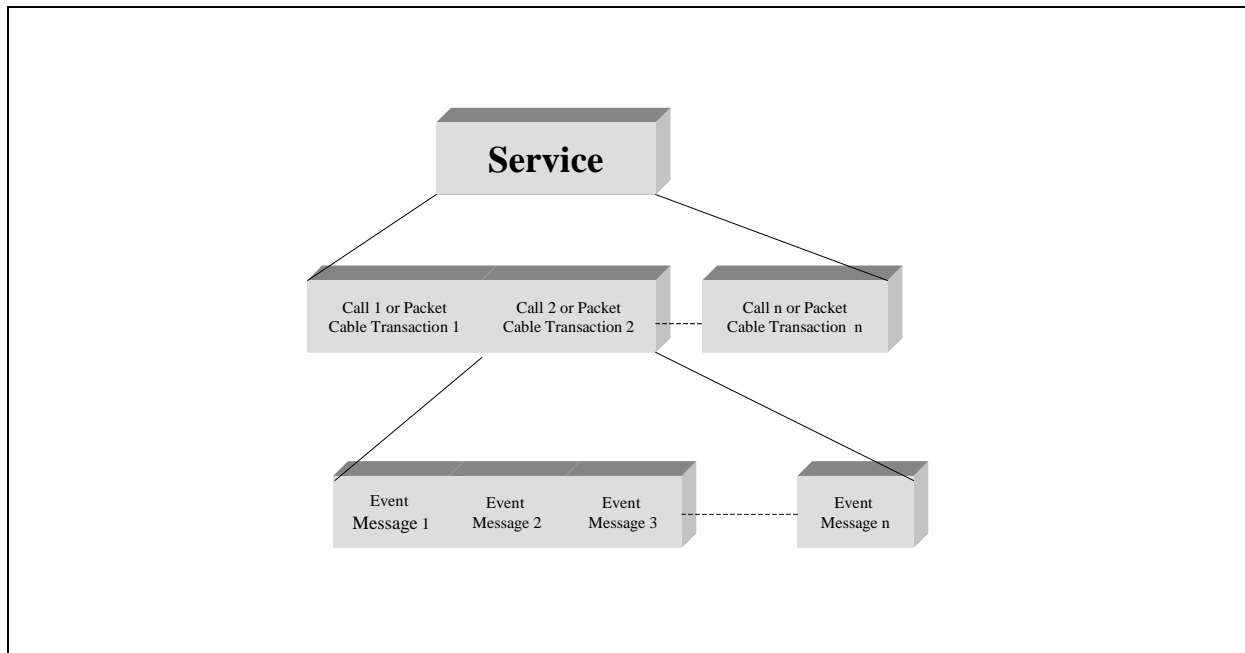 Service
Call 1 or Packet
Cable Transaction 1
Call 2 or Packet
Cable Transaction 2
Call n or Packet
Cable Transaction n
Event
Message 1
Event
Message 2
Event
Message 3
Event
Message n